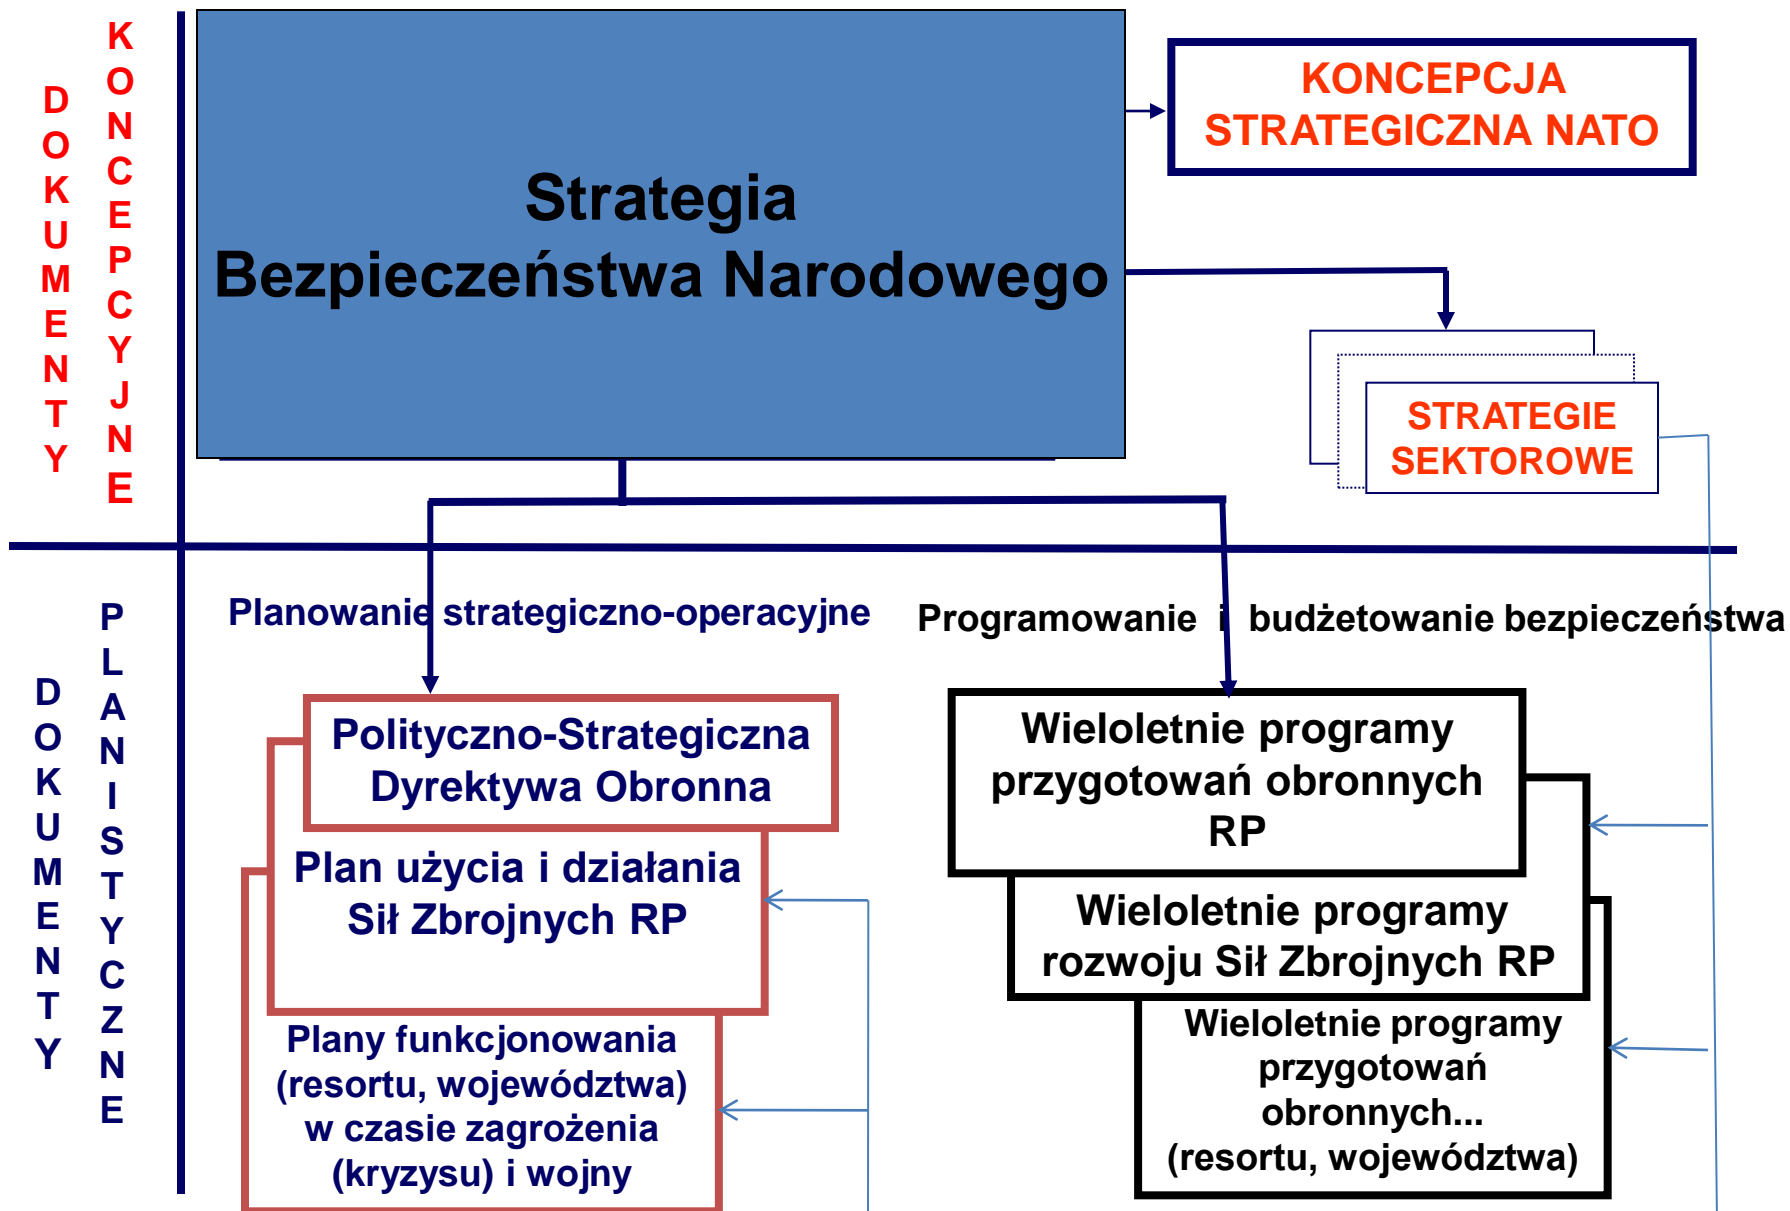 DOKUMENTY
KONCEPCYJNE
Strategia
Bezpieczeństwa Narodowego
KONCEPCJA
STRATEGICZNA NATO
STRATEGIE
SEKTOROWE
DOKUMENTY
PLANISTYCZNE
Planowanie strategiczno-operacyjne
Polityczno-Strategiczna
Dyrektywa Obronna
Plan użycia i działania
Sił Zbrojnych RP
Plany funkcjonowania
(resortu, województwa)
w czasie zagrożenia
(kryzysu) i wojny
Programowanie i budżetowanie bezpieczeństwa
Wieloletnie programy
przygotowań obronnych
RP
Wieloletnie programy
rozwoju Sił Zbrojnych RP
Wieloletnie programy
przygotowań
obronnych...
(resortu, województwa)